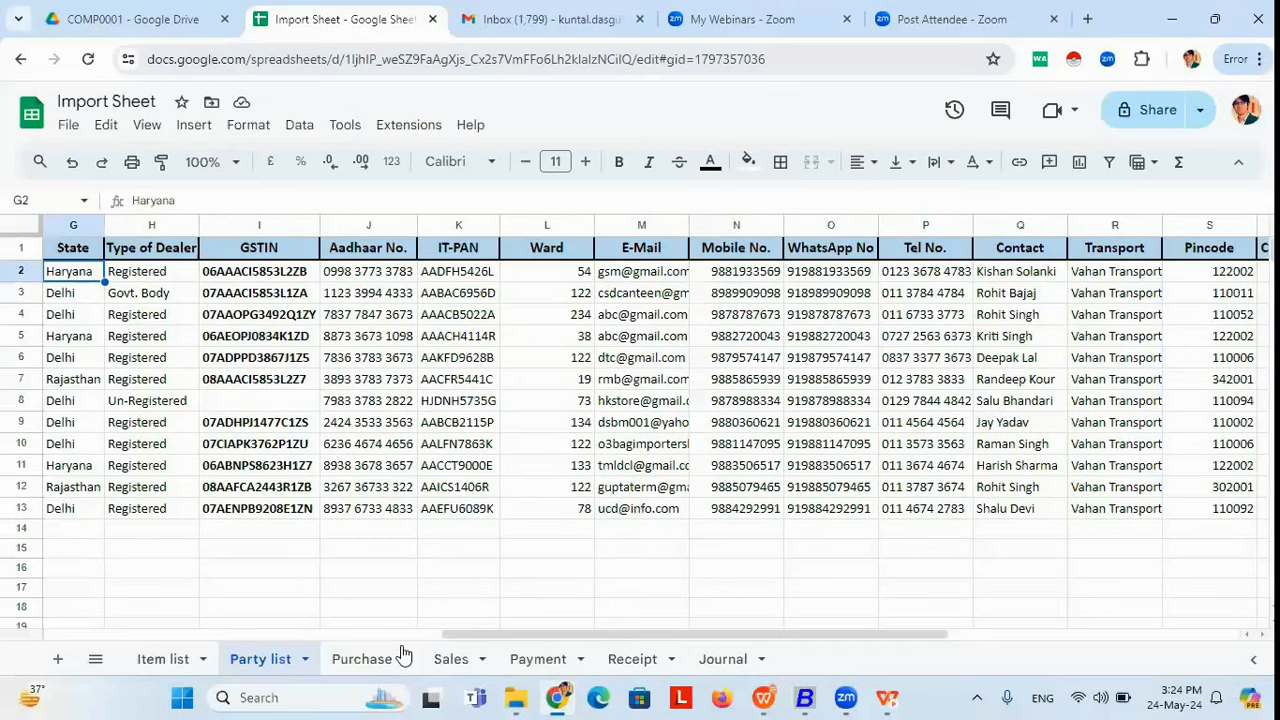 COMP0001 - Google Drive
Import Sheet - Google Shee
Inbox (1,799) - kuntal.dasgu
My Webinars - Zoom
Post Attendee - Zoom
docs.google.com/spreadsheets/d/1IjhIP_weSZ9FaAgXjs_Cx2s7VmFFo6Lh2klaIzNCiIQ/edit#gid=1797357036
WA
Error
Import Sheet
Share
File Edit View Insert Format Data Tools Extensions Help
100% £ % .0 .00 123 Calibri 11 B I A
G2 fx Haryana
G H I J K L M N O P Q R S
1 State Type of Dealer GSTIN Aadhaar No. IT-PAN Ward E-Mail Mobile No. WhatsApp No Tel No. Contact Transport Pincode C
2 Haryana Registered 06AAACI5853L2ZB 0998 3773 3783 AADFH5426L 54 gsm@gmail.com 9881933569 919881933569 0123 3678 4783 Kishan Solanki Vahan Transport 122002
3 Delhi Govt. Body 07AAACI5853L1ZA 1123 3994 4333 AABAC6956D 122 csdcanteen@gm 8989909098 918989909098 011 3784 4784 Rohit Bajaj Vahan Transport 110011
4 Delhi Registered 07AAOPG3492Q1ZY 7837 7847 3673 AAACB5022A 234 abc@gmail.com 9878787673 919878787673 011 6733 3773 Rohit Singh Vahan Transport 110052
5 Haryana Registered 06AEOPJ0834K1ZD 8873 3673 1098 AAACH4114R 38 abc@gmail.com 9882720043 919882720043 0727 2563 6373 Kriti Singh Vahan Transport 122002
6 Delhi Registered 07ADPPD3867J1Z5 7836 3783 3673 AAKFD9628B 122 dtc@gmail.com 9879574147 919879574147 0837 3377 3673 Deepak Lal Vahan Transport 110006
7 Rajasthan Registered 08AAACI5853L2Z7 3893 3783 7373 AACFR5441C 19 rmb@gmail.com 9885865939 919885865939 012 3783 3833 Randeep Kour Vahan Transport 342001
8 Delhi Un-Registered 7983 3783 2822 HJDNH5735G 73 hkstore@gmail.c 9878988334 919878988334 0129 7844 4842 Salu Bhandari Vahan Transport 110094
9 Delhi Registered 07ADHPJ1477C1ZS 2424 3533 3563 AABCB2115P 134 dsbm001@yaho 9880360621 919880360621 011 4564 4564 Jay Yadav Vahan Transport 110002
10 Delhi Registered 07CIAPK3762P1ZU 6236 4674 4656 AALFN7863K 122 o3bagimportersl 9881147095 919881147095 011 3573 3563 Raman Singh Vahan Transport 110006
11 Haryana Registered 06ABNPS8623H1Z7 8938 3678 3657 AACCT9000E 133 tmldcl@gmail.co 9883506517 919883506517 011 3674 4674 Harish Sharma Vahan Transport 122002
12 Rajasthan Registered 08AAFCA2443R1ZB 3267 36733 322 AAICS1406R 122 guptaterm@gma 9885079465 919885079465 011 3787 3674 Rohit Singh Vahan Transport 302001
13 Delhi Registered 07AENPB9208E1ZN 8937 6733 4833 AAEFU6089K 78 ucd@info.com 9884292991 919884292991 011 4674 2783 Shalu Devi Vahan Transport 110092
14
15
16
17
18
19
Item list Party list Purchase Sales Payment Receipt Journal
37°
Search
ENG
3:24 PM
24-May-24